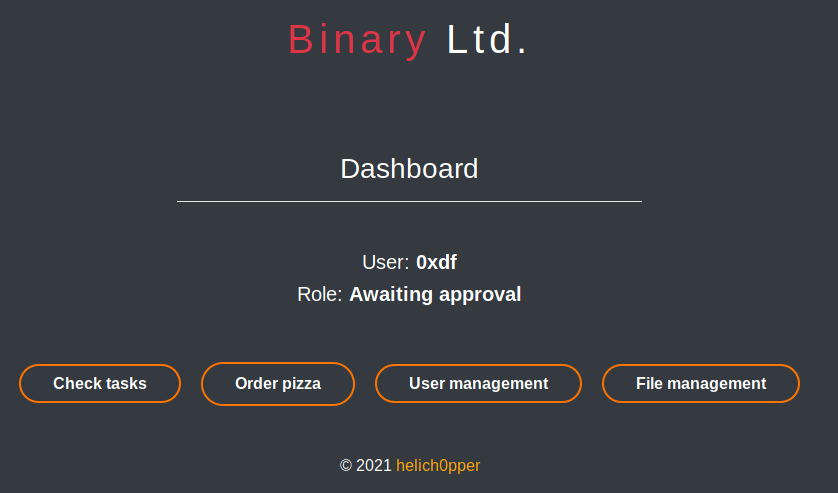 Binary Ltd.
Dashboard
User: 0xdf
Role: Awaiting approval
Check tasks Order pizza User management File management
© 2021 helich0pper